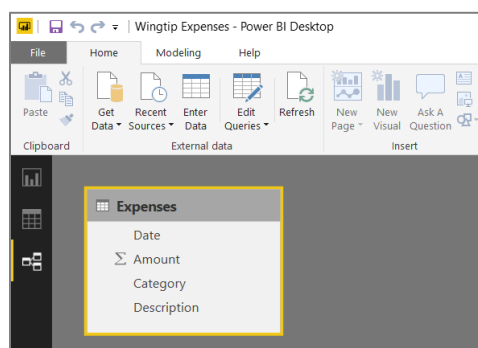 Wingtip Expenses - Power BI Desktop
File Home Modeling Help
Paste Get Data Recent Sources Enter Data Edit Queries Refresh New Page New Visual Ask A Question
Clipboard External data Insert
Expenses
Date
Σ Amount
Category
Description